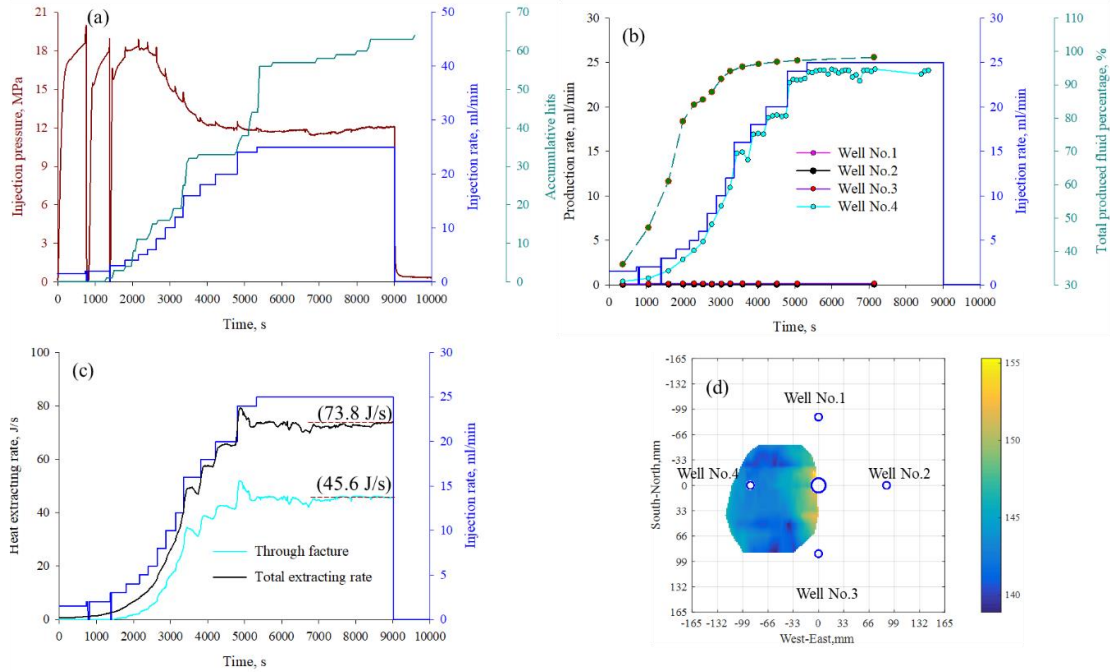 (a)
Injection pressure, MPa
21
18
15
12
9
6
3
0
0 1000 2000 3000 4000 5000 6000 7000 8000 9000 10000
Time, s
50
40
30
20
10
0
Injection rate, ml/min
70
60
50
40
30
20
10
0
Accumulative hits
(b)
Production rate, ml/min
30
25
20
15
10
5
0
0 1000 2000 3000 4000 5000 6000 7000 8000 9000 10000
Time, s
Well No.1
Well No.2
Well No.3
Well No.4
30
25
20
15
10
5
0
Injection rate, ml/min
110
100
90
80
70
60
50
40
30
Total produced fluid percentage, %
(c)
Heat extracting rate, J/s
100
80
60
40
20
0
0 1000 2000 3000 4000 5000 6000 7000 8000 9000 10000
Time, s
(73.8 J/s)
(45.6 J/s)
Through facture
Total extracting rate
30
25
20
15
10
5
0
Injection rate, ml/min
(d)
South-North,mm
-165
-132
-99
-66
-33
0
33
66
99
132
165
-165 -132 -99 -66 -33 0 33 66 99 132 165
West-East,mm
Well No.1
Well No.4
Well No.2
Well No.3
155
150
145
140